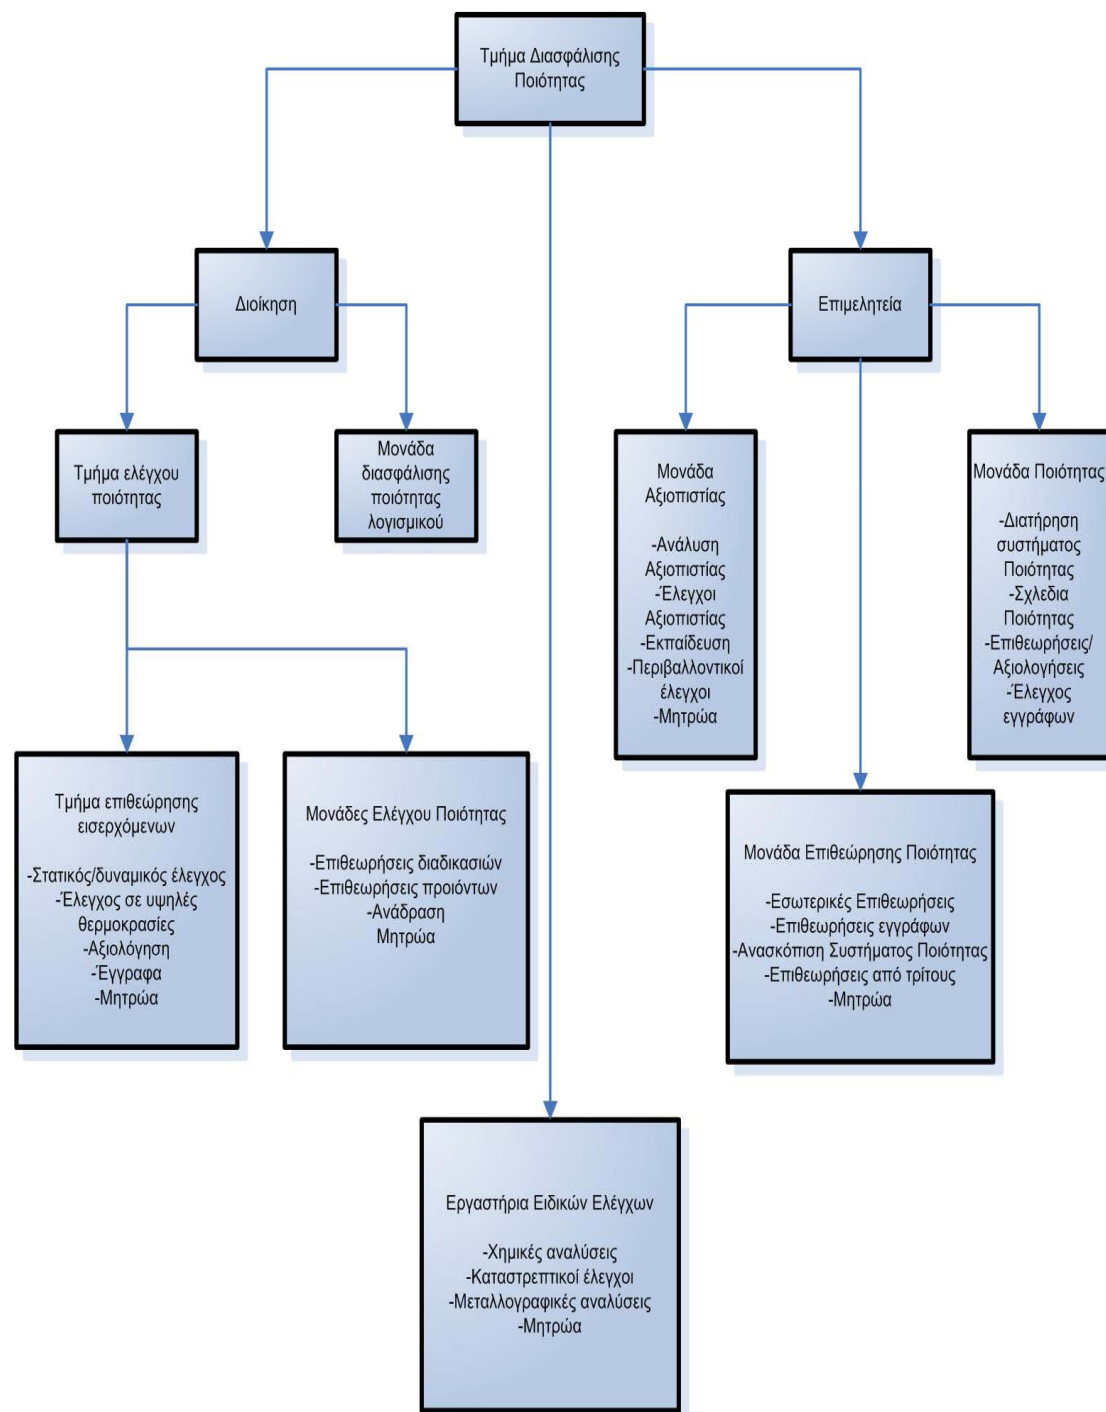 Τμήμα Διασφάλισης
Ποιότητας
Διοίκηση
Επιμελητεία
Τμήμα ελέγχου
ποιότητας
Μονάδα
διασφάλισης
ποιότητας
λογισμικού
Μονάδα
Αξιοπιστίας
-Ανάλυση
Αξιοπιστίας
-Έλεγχοι
Αξιοπιστίας
-Εκπαίδευση
-Περιβαλλοντικοί
έλεγχοι
-Μητρώα
Μονάδα Ποιότητας
-Διατήρηση
συστήματος
Ποιότητας
-Σχλεδια
Ποιότητας
-Επιθεωρήσεις/
Αξιολογήσεις
-Έλεγχος
εγγράφων
Τμήμα επιθεώρησης
εισερχόμενων
-Στατικός/δυναμικός έλεγχος
-Έλεγχος σε υψηλές
θερμοκρασίες
-Αξιολόγηση
-Έγγραφα
-Μητρώα
Μονάδες Ελέγχου Ποιότητας
-Επιθεωρήσεις διαδικασιών
-Επιθεωρήσεις προιόντων
-Ανάδραση
Μητρώα
Μονάδα Επιθεώρησης Ποιότητας
-Εσωτερικές Επιθεωρήσεις
-Επιθεωρήσεις εγγράφων
-Ανασκόπιση Συστήματος Ποιότητας
-Επιθεωρήσεις από τρίτους
-Μητρώα
Εργαστήρια Ειδικών Ελέγχων
-Χημικές αναλύσεις
-Καταστρεπτικοί έλεγχοι
-Μεταλλογραφικές αναλύσεις
-Μητρώα